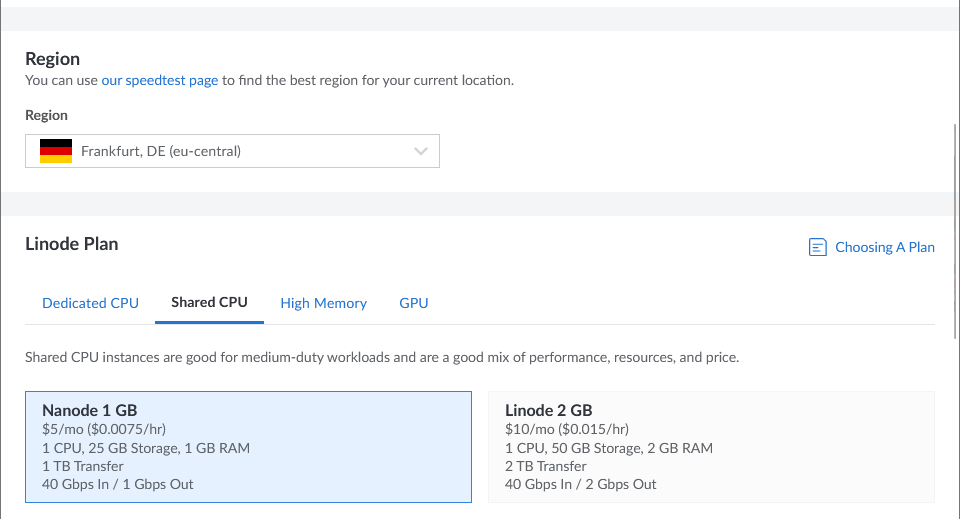 Region
You can use our speedtest page to find the best region for your current location.
Region
Frankfurt, DE (eu-central)
Linode Plan
Choosing A Plan
Dedicated CPU Shared CPU High Memory GPU
Shared CPU instances are good for medium-duty workloads and are a good mix of performance, resources, and price.
Nanode 1 GB
$5/mo ($0.0075/hr)
1 CPU, 25 GB Storage, 1 GB RAM
1 TB Transfer
40 Gbps In / 1 Gbps Out
Linode 2 GB
$10/mo ($0.015/hr)
1 CPU, 50 GB Storage, 2 GB RAM
2 TB Transfer
40 Gbps In / 2 Gbps Out